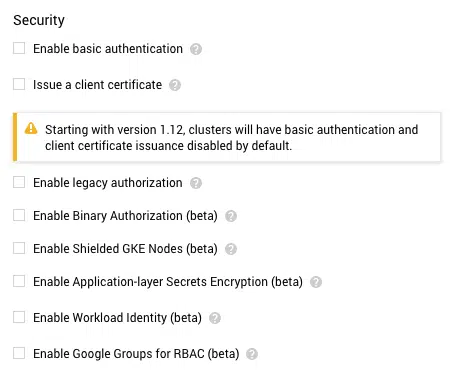 Security
Enable basic authentication
Issue a client certificate
Starting with version 1.12, clusters will have basic authentication and
client certificate issuance disabled by default.
Enable legacy authorization
Enable Binary Authorization (beta)
Enable Shielded GKE Nodes (beta)
Enable Application-layer Secrets Encryption (beta)
Enable Workload Identity (beta)
Enable Google Groups for RBAC (beta)